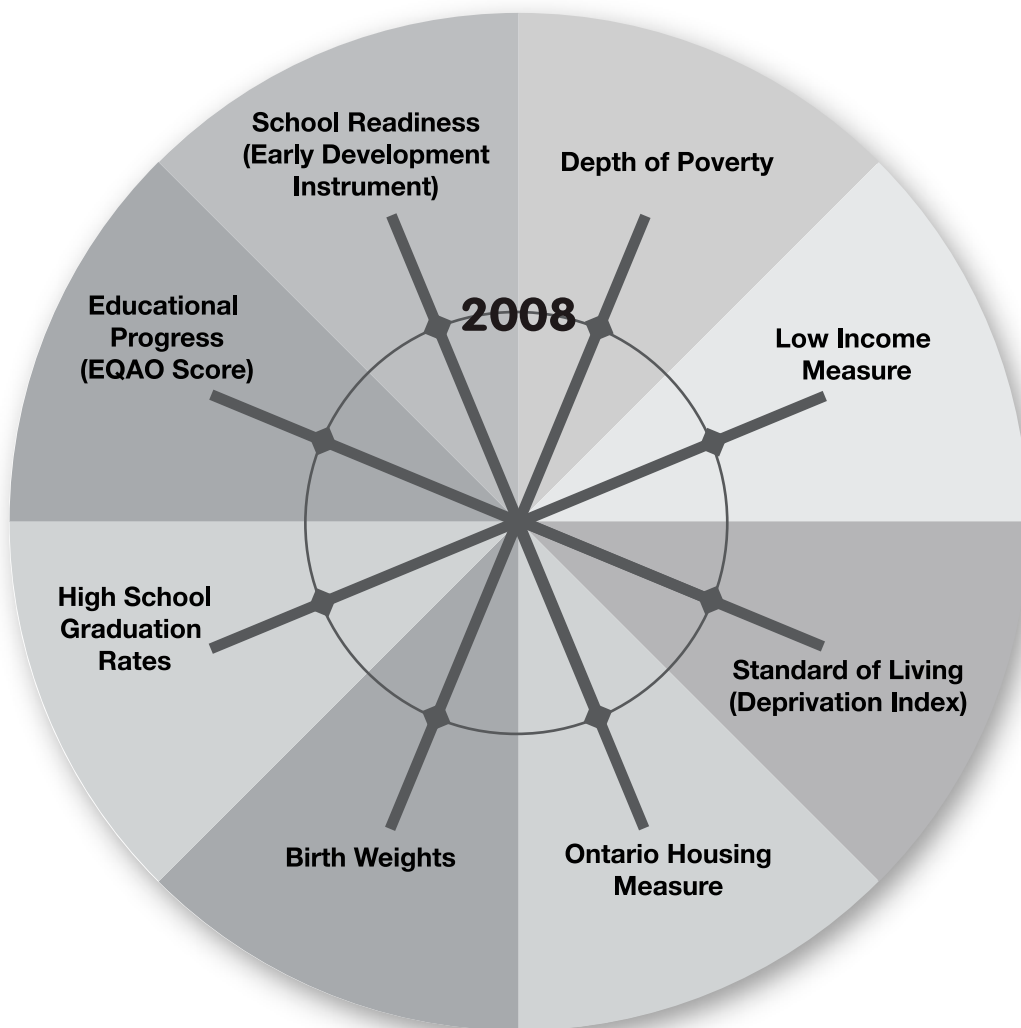 School Readiness
(Early Development
Instrument)
Depth of Poverty
2008
Educational
Progress
(EQAO Score)
Low Income
Measure
High School
Graduation
Rates
Standard of Living
(Deprivation Index)
Birth Weights
Ontario Housing
Measure